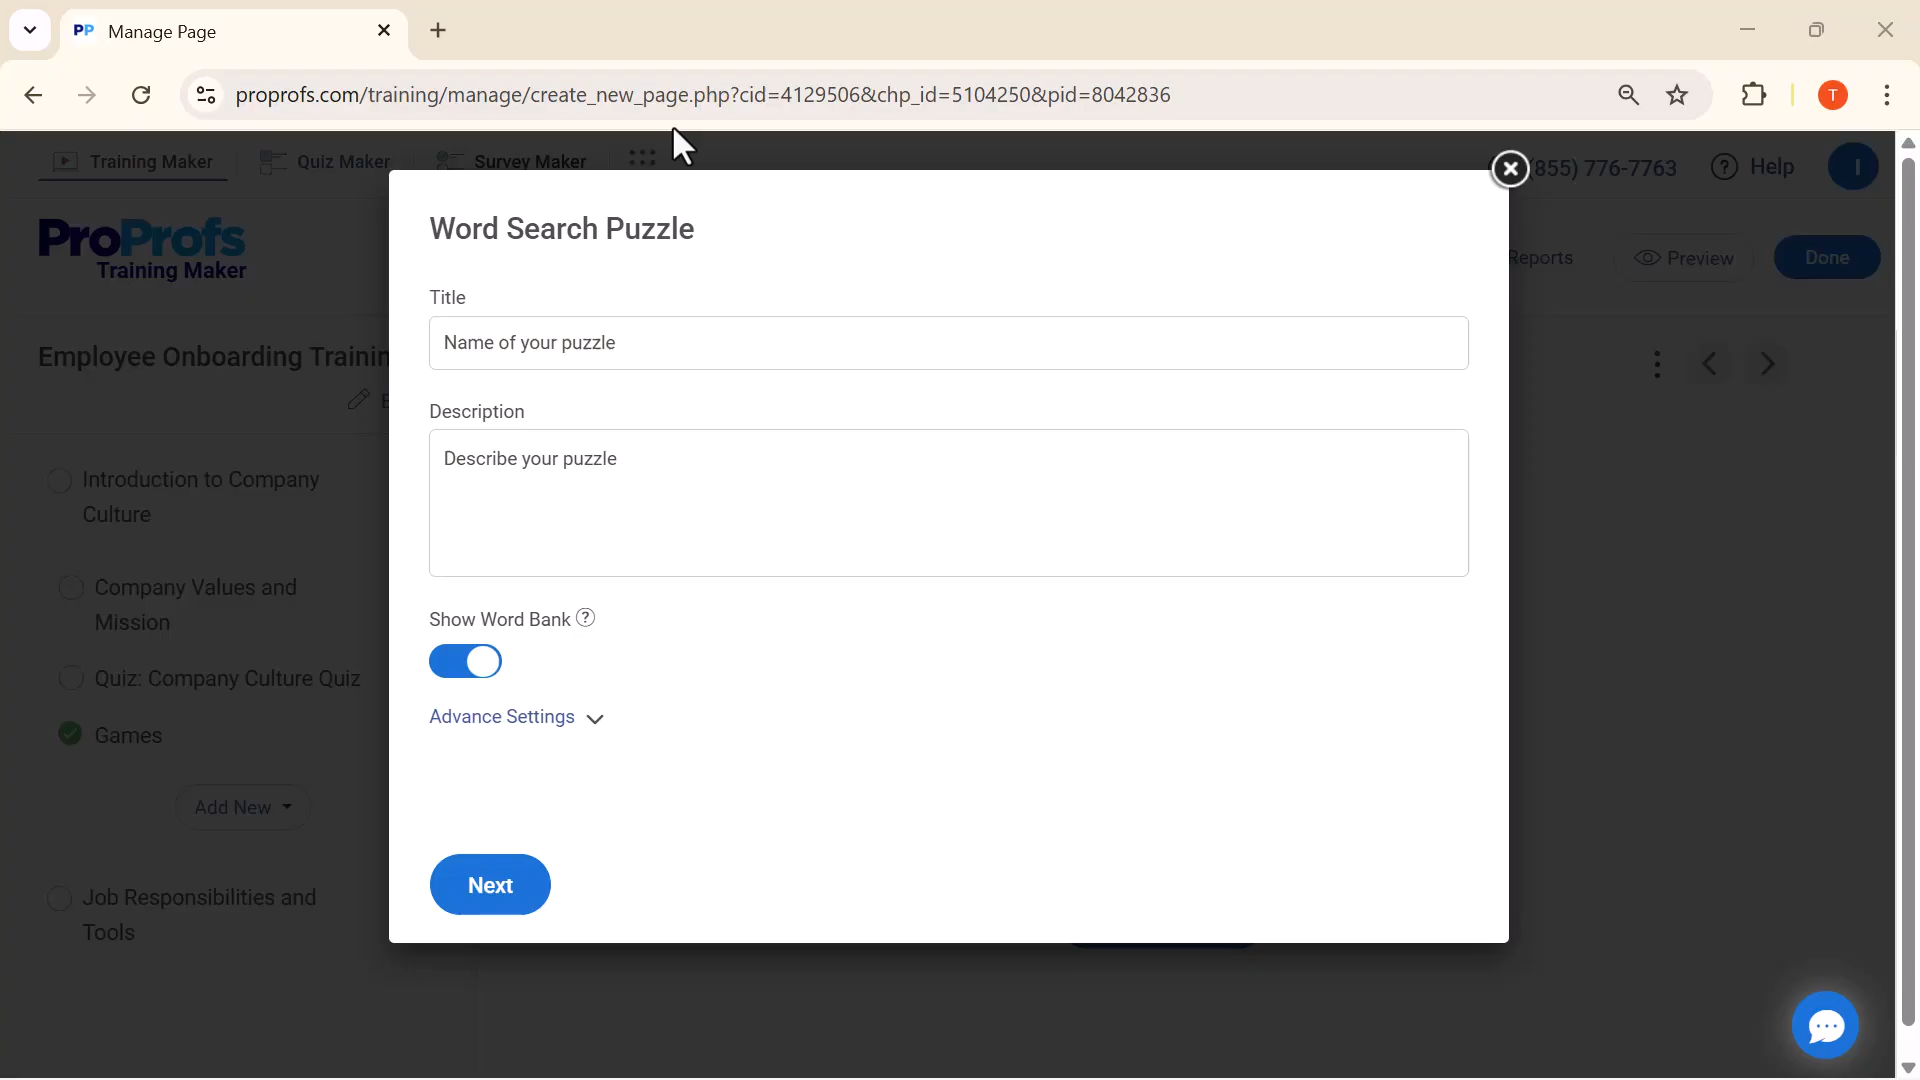 PP Manage Page
proprofs.com/training/manage/create_new_page.php?cid=4129506&chp_id=5104250&pid=8042836
T
Training Maker
Quiz Maker
Survey Maker
855) 776-7763
? Help
I
ProProfs
Training Maker
Reports
Preview
Done
Employee Onboarding Trainin
Introduction to Company
Culture
Company Values and
Mission
Quiz: Company Culture Quiz
Games
Add New
Job Responsibilities and
Tools
Word Search Puzzle
Title
Name of your puzzle
Description
Describe your puzzle
Show Word Bank ?
Advance Settings
Next